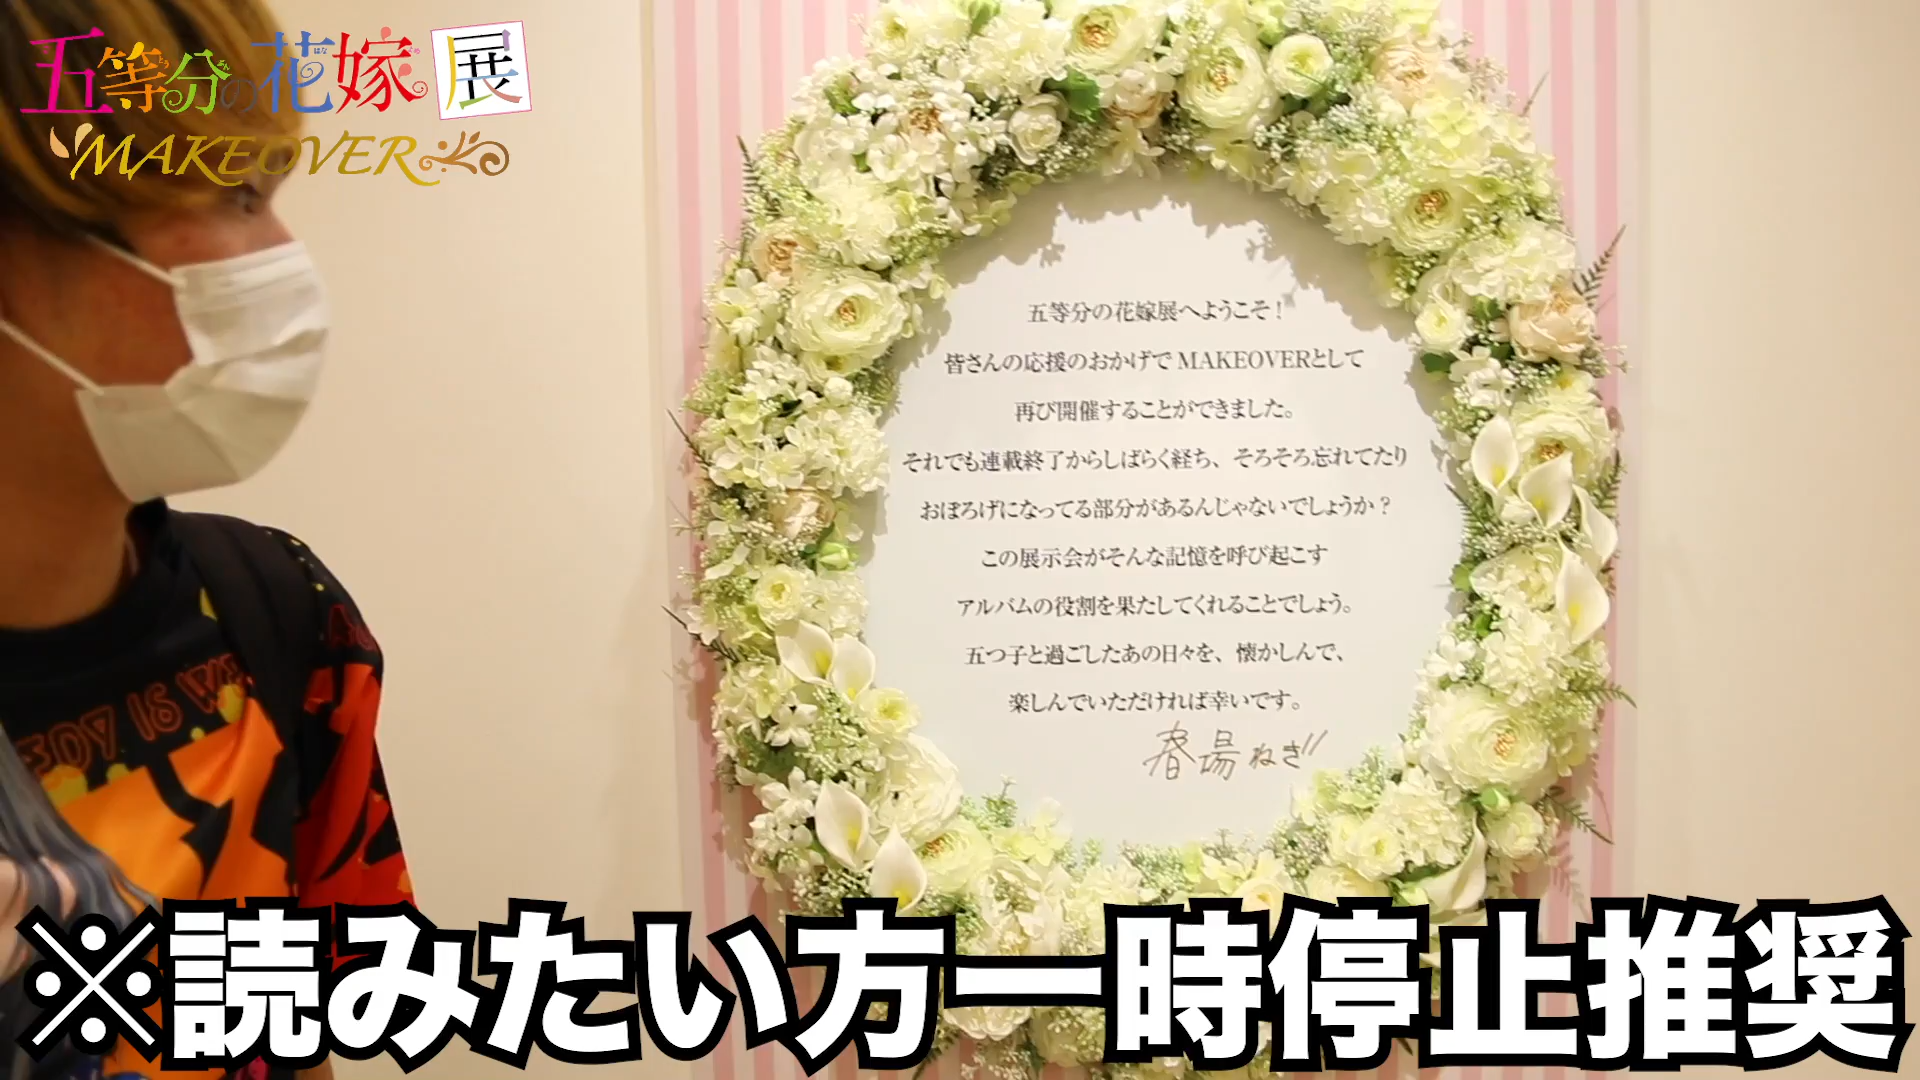 五等分の花嫁展
MAKEOVER
五等分の花嫁展へようこそ！
皆さんの応援のおかげで MAKEOVERとして
再び開催することができました。
それでも連載終了からしばらく経ち、そろそろ忘れてたり
おぼろげになってる部分があるんじゃないでしょうか？
この展示会がそんな記憶を呼び起こす
アルバムの役割を果たしてくれることでしょう。
五つ子と過ごしたあの日々を、懐かしんで、
楽しんでいただければ幸いです。
春場ねぎ
※読みたい方一時停止推奨